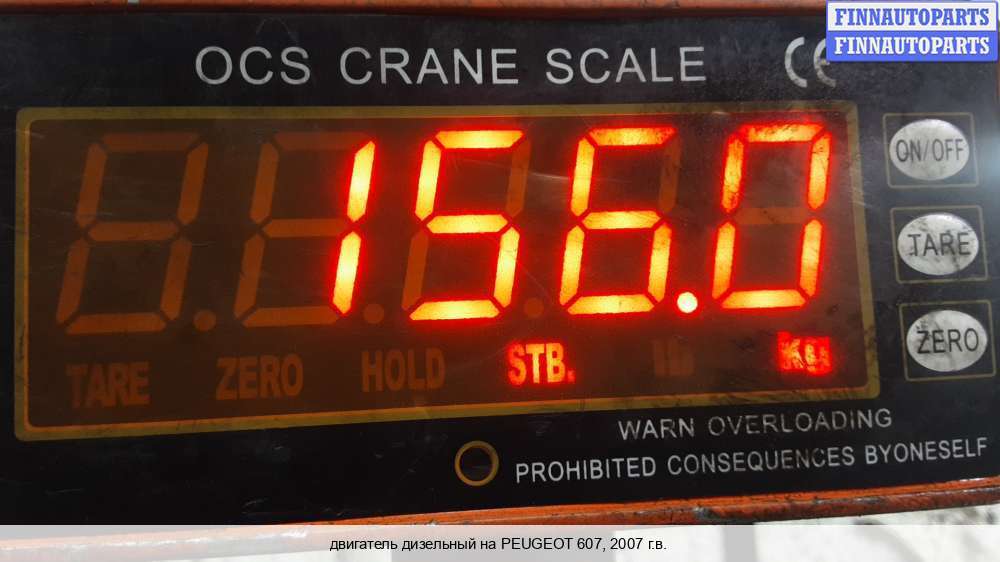 FINNAUTOPARTS
FINNAUTOPARTS
OCS CRANE SCALE CE
156.0
ON/OFF
TARE
ZERO
TARE ZERO HOLD STB. lb Kg
WARN OVERLOADING
PROHIBITED CONSEQUENCES BYONESELF
двигатель дизельный на PEUGEOT 607, 2007 г.в.